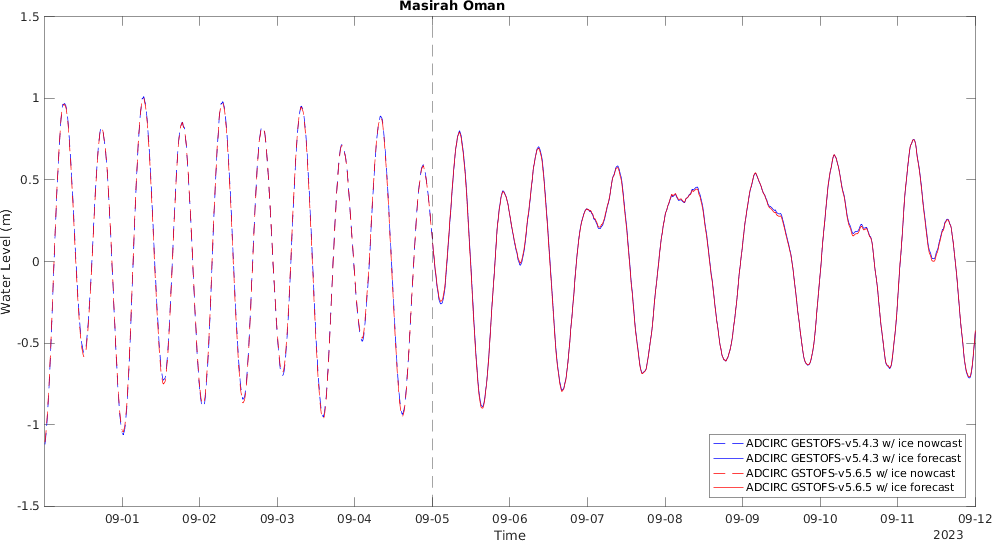 Masirah Oman
1.5
1
0.5
0
-0.5
-1
-1.5
Water Level (m)
09-01 09-02 09-03 09-04 09-05 09-06 09-07 09-08 09-09 09-10 09-11 09-12
Time
2023
ADCIRC GESTOFS-v5.4.3 w/ ice nowcast
ADCIRC GESTOFS-v5.4.3 w/ ice forecast
ADCIRC GSTOFS-v5.6.5 w/ ice nowcast
ADCIRC GSTOFS-v5.6.5 w/ ice forecast